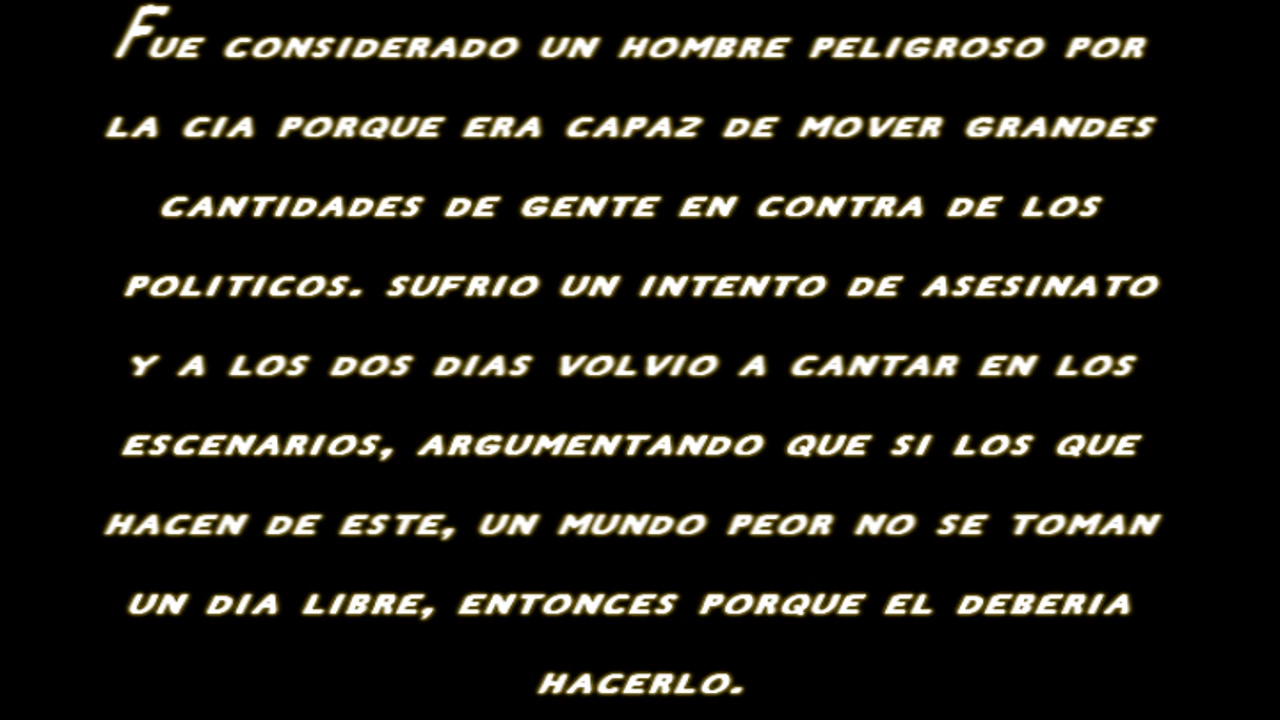 Fue considerado un hombre peligroso por
la cia porque era capaz de mover grandes
cantidades de gente en contra de los
politicos. sufrio un intento de asesinato
y a los dos dias volvio a cantar en los
escenarios, argumentando que si los que
hacen de este, un mundo peor no se toman
un dia libre, entonces porque el deberia
hacerlo.